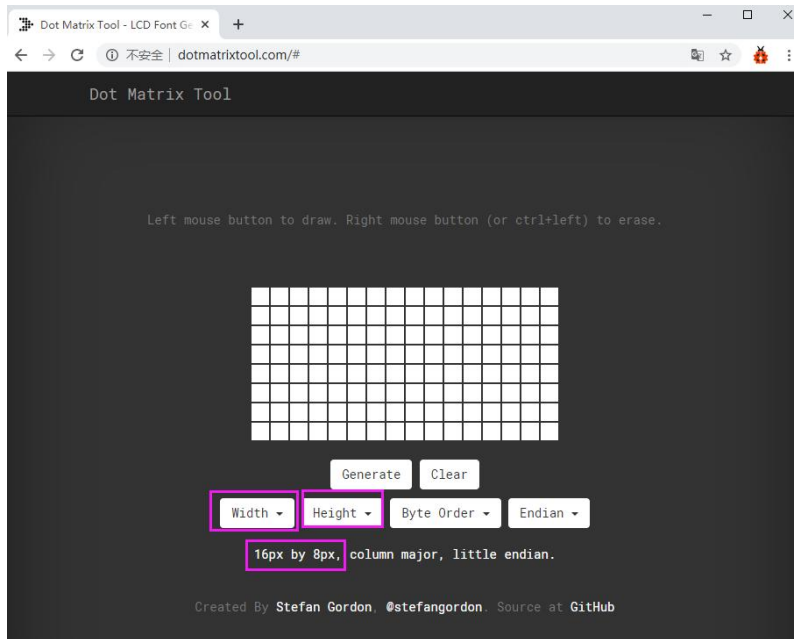 Dot Matrix Tool - LCD Font Ge
不安全 | dotmatrixtool.com/#
Dot Matrix Tool
Left mouse button to draw. Right mouse button (or ctrl+left) to erase.
Generate Clear
Width Height Byte Order Endian
16px by 8px, column major, little endian.
Created By Stefan Gordon, @stefangordon. Source at GitHub